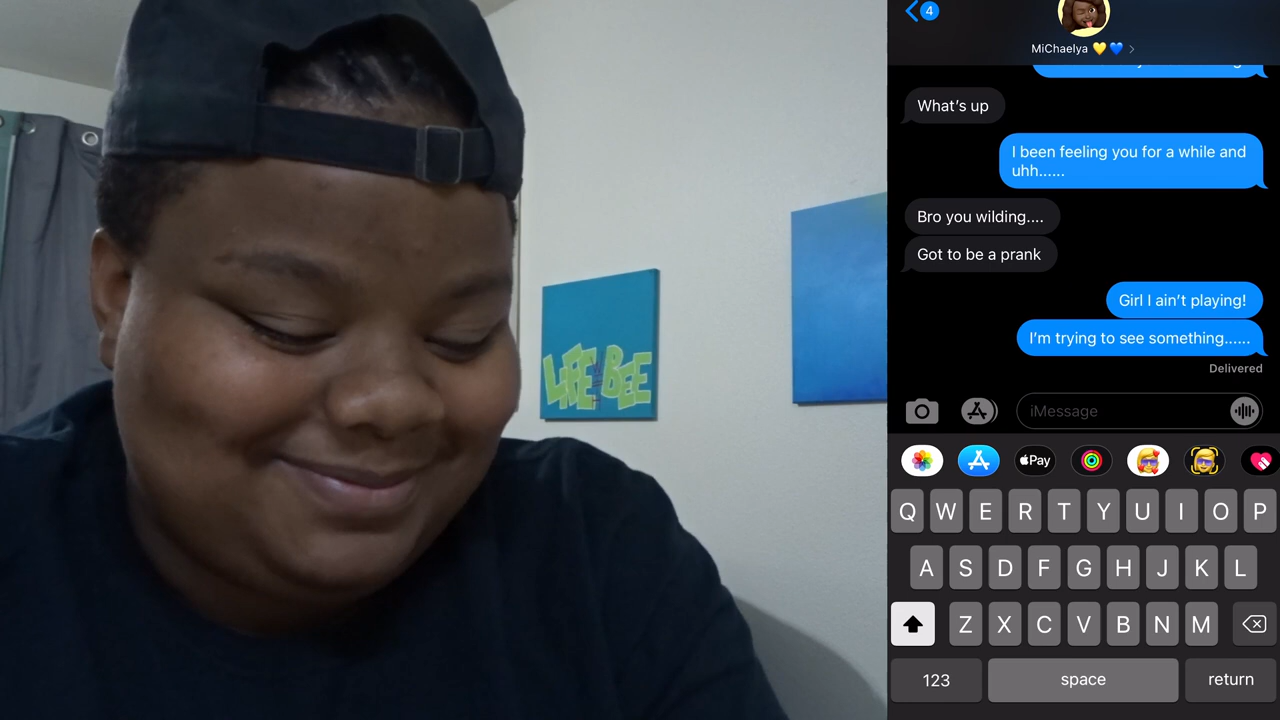 LIFE
BEE
4
MiChaelya 💛💙 >
What's up
I been feeling you for a while and
uhh......
Bro you wilding....
Got to be a prank
Girl I ain't playing!
I'm trying to see something......
Delivered
iMessage
Pay
Q W E R T Y U I O P
A S D F G H J K L
Z X C V B N M
123 space return